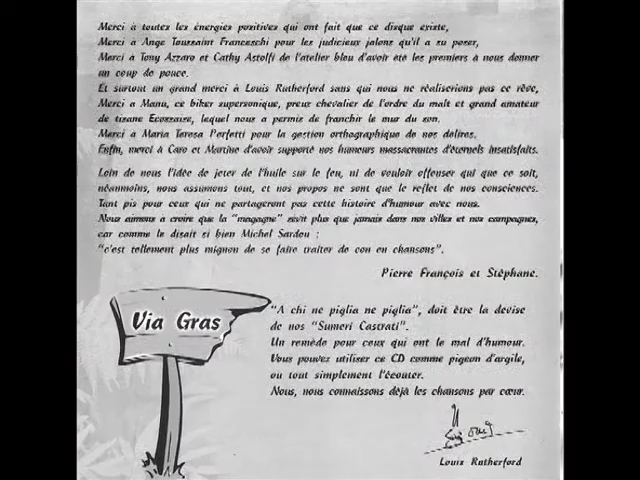 Merci à toutes les énergies positives qui ont fait que ce disque existe,
Merci à Ange Toussaint Franceschi pour les judicieux jalons qu'il a su poser,
Merci à Tony Azzaro et Cathy Astolfi de l'atelier bleu d'avoir été les premiers à nous donner
un coup de pouce.
Et surtout un grand merci à Louis Rutherford sans qui nous ne réaliserions pas ce rêve,
Merci à Manu, ce biker supersonique, preux chevalier de l'ordre du malt et grand amateur
de tisane Ecossaise, lequel nous a permis de franchir le mur du son.
Merci à Maria Teresa Perfetti pour la gestion orthographique de nos délires.
Enfin, merci à Caro et Martine d'avoir supporté nos humeurs massacrantes d'éternels insatisfaits.
Loin de nous l'idée de jeter de l'huile sur le feu, ni de vouloir offenser qui que ce soit,
néanmoins, nous assumons tout, et nos propos ne sont que le reflet de nos consciences.
Tant pis pour ceux qui ne partageront pas cette histoire d'humour avec nous.
Nous aimons à croire que la "magagne" sévit plus que jamais dans nos villes et nos campagnes,
car comme le disait si bien Michel Sardou :
"c'est tellement plus mignon de se faire traiter de con en chansons".
Pierre François et Stéphane.
Via Gras
"A chi ne piglia ne piglia", doit être la devise
de nos "Sumeri Castrati".
Un remède pour ceux qui ont le mal d'humour.
Vous pouvez utiliser ce CD comme pigeon d'argile,
ou tout simplement l'écouter.
Nous, nous connaissons déjà les chansons par cœur.
Louis Rutherford